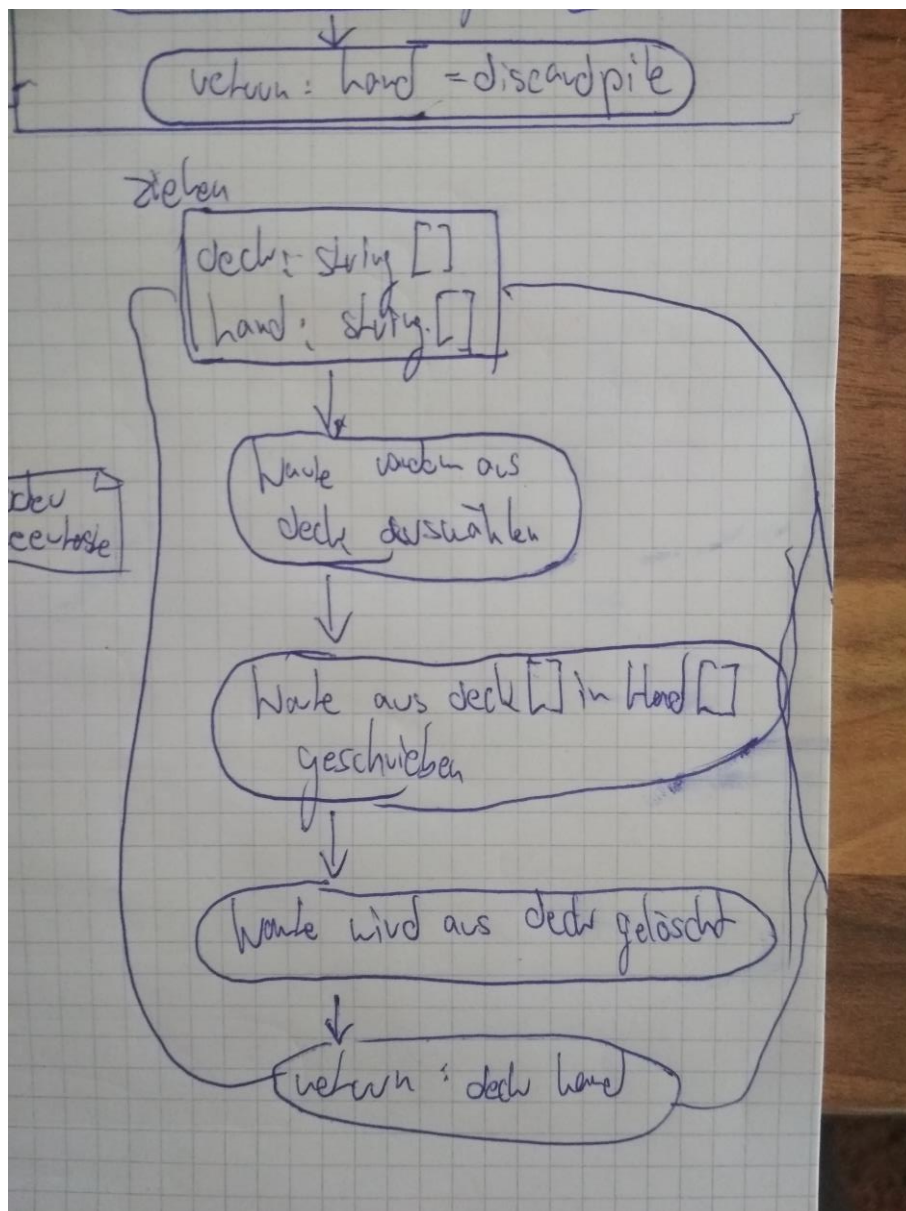 return: hand = discardpile
ziehen
deck: string []
hand: string []
Karte random aus
deck auswählen
Karte aus deck [] in Hand []
geschrieben
Karte wird aus deck gelöscht
return: deck hand